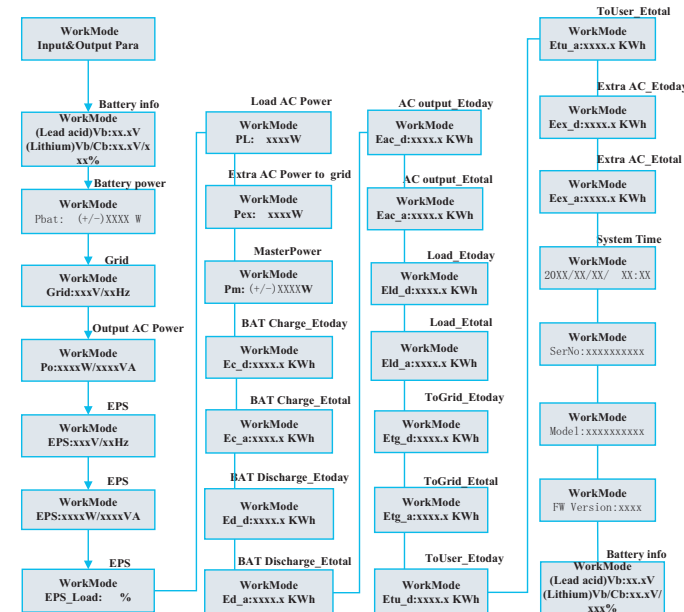 WorkMode
Input&Output Para
Battery info
WorkMode
(Lead acid)Vb:xx.xV
(Lithium)Vb/Cb:xx.xV/x
xx%
Battery power
WorkMode
Pbat: (+/-)XXXX W
Grid
WorkMode
Grid:xxxV/xxHz
Output AC Power
WorkMode
Po:xxxxW/xxxxVA
EPS
WorkMode
EPS:xxxV/xxHz
EPS
WorkMode
EPS:xxxxW/xxxxVA
EPS
WorkMode
EPS_Load: %
Load AC Power
WorkMode
PL: xxxxW
Extra AC Power to grid
WorkMode
Pex: xxxxW
MasterPower
WorkMode
Pm: (+/-)XXXXW
BAT Charge_Etoday
WorkMode
Ec_d:xxxx.x KWh
BAT Charge_Etotal
WorkMode
Ec_a:xxxx.x KWh
BAT Discharge_Etoday
WorkMode
Ed_d:xxxx.x KWh
BAT Discharge_Etotal
WorkMode
Ed_a:xxxx.x KWh
AC output_Etoday
WorkMode
Eac_d:xxxx.x KWh
AC output_Etotal
WorkMode
Eac_a:xxxx.x KWh
Load_Etoday
WorkMode
Eld_d:xxxx.x KWh
Load_Etotal
WorkMode
Eld_a:xxxx.x KWh
ToGrid_Etoday
WorkMode
Etg_d:xxxx.x KWh
ToGrid_Etotal
WorkMode
Etg_a:xxxx.x KWh
ToUser_Etoday
WorkMode
Etu_d:xxxx.x KWh
ToUser_Etotal
WorkMode
Etu_a:xxxx.x KWh
Extra AC_Etoday
WorkMode
Eex_d:xxxx.x KWh
Extra AC_Etotal
WorkMode
Eex_a:xxxx.x KWh
System Time
WorkMode
20XX/XX/XX/ XX:XX
WorkMode
SerNo:xxxxxxxxxx
WorkMode
Model:xxxxxxxxxx
WorkMode
FW Version:xxxx
Battery info
WorkMode
(Lead acid)Vb:xx.xV
(Lithium)Vb/Cb:xx.xV/
xxx%